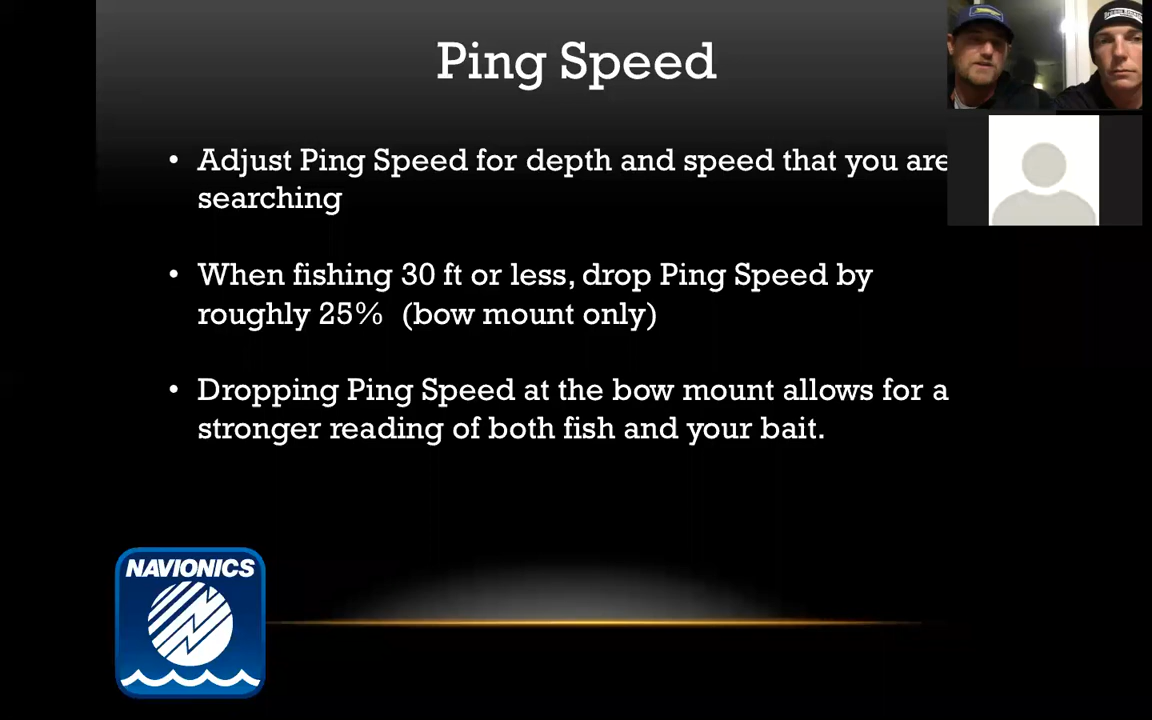 Ping Speed
• Adjust Ping Speed for depth and speed that you are
searching
• When fishing 30 ft or less, drop Ping Speed by
roughly 25% (bow mount only)
• Dropping Ping Speed at the bow mount allows for a
stronger reading of both fish and your bait.
NAVIONICS